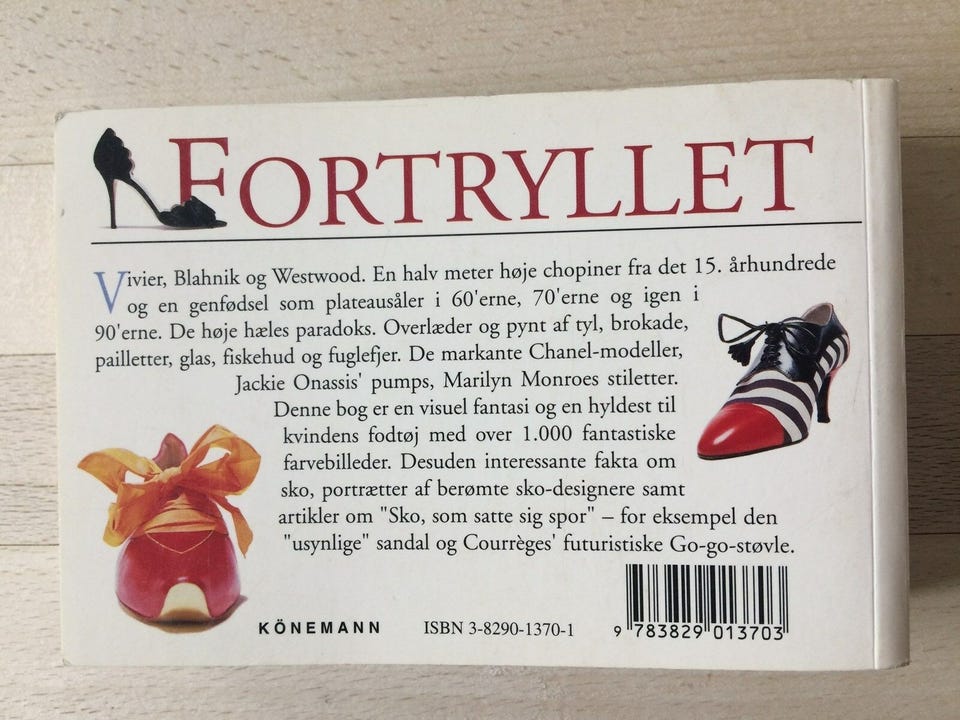 FORTRYLLET
Vivier, Blahnik og Westwood. En halv meter høje chopiner fra det 15. århundrede
og en genfødsel som plateausåler i 60'erne, 70'erne og igen i
90'erne. De høje hæles paradoks. Overlæder og pynt af tyl, brokade,
pailletter, glas, fiskehud og fuglefjer. De markante Chanel-modeller,
Jackie Onassis' pumps, Marilyn Monroes stiletter.
Denne bog er en visuel fantasi og en hyldest til
kvindens fodtøj med over 1.000 fantastiske
farvebilleder. Desuden interessante fakta om
sko, portrætter af berømte sko-designere samt
artikler om "Sko, som satte sig spor" – for eksempel den
"usynlige" sandal og Courrèges' futuristiske Go-go-støvle.
KÖNEMANN
ISBN 3-8290-1370-1
9 783829 013703